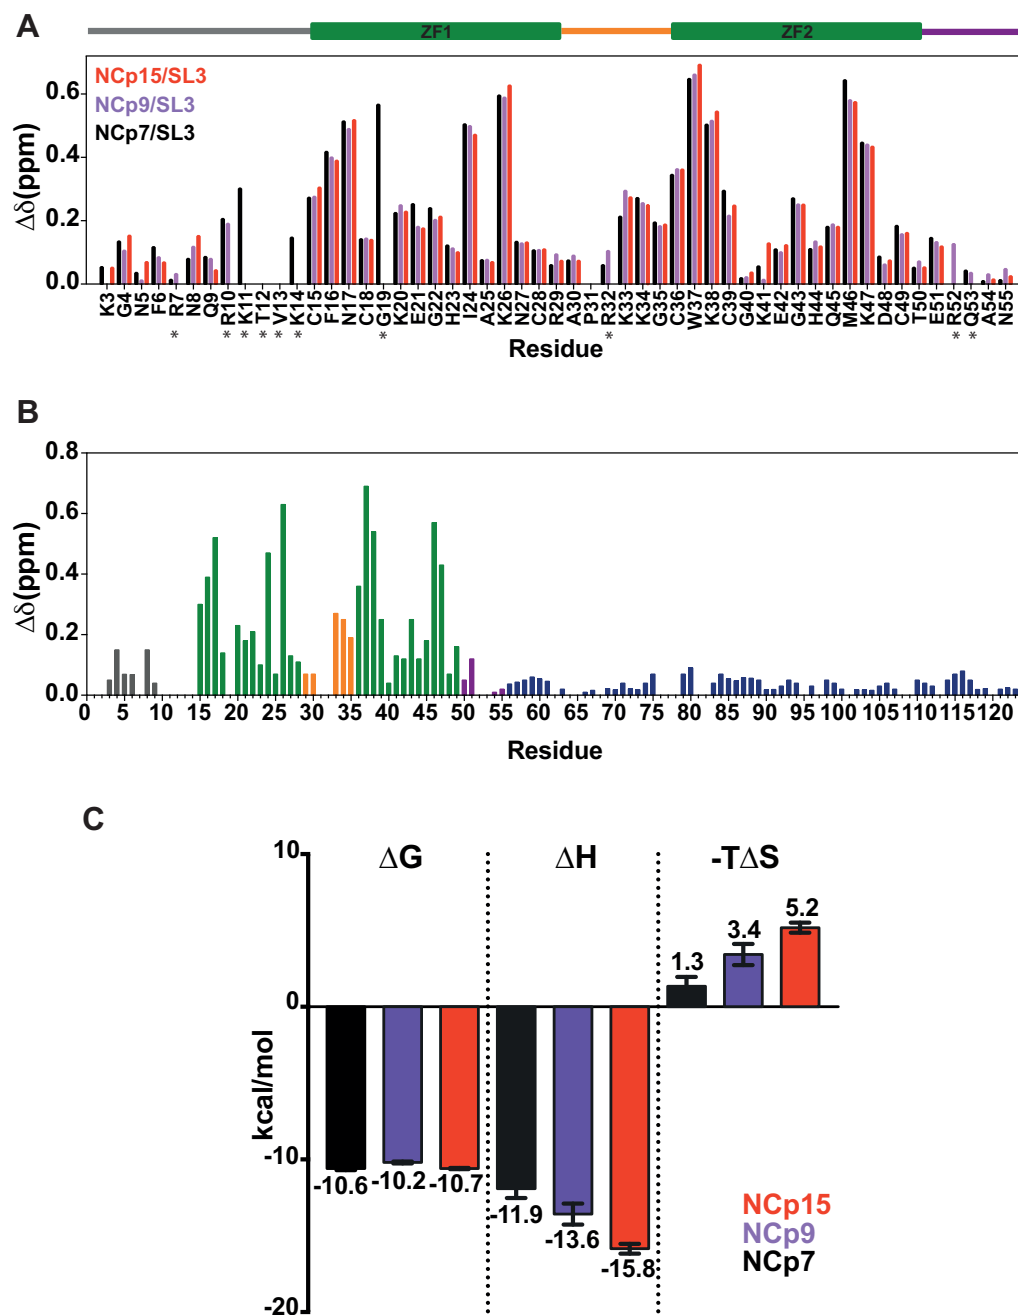 A
ZF1
ZF2
NCp15/SL3
NCp9/SL3
NCp7/SL3
Δδ(ppm)
0.6
0.4
0.2
0.0
K3 G4 N5 F6 R7 N8 Q9 R10 K11 T12 V13 K14 C15 F16 N17 C18 G19 K20 E21 G22 H23 I24 A25 K26 N27 C28 R29 A30 P31 R32 K33 K34 G35 C36 W37 K38 C39 G40 K41 E42 G43 H44 Q45 M46 K47 D48 C49 T50 E51 R52 Q53 A54 N55
* * * * * * * * * *
Residue
B
Δδ(ppm)
0.8
0.6
0.4
0.2
0.0
0 5 10 15 20 25 30 35 40 45 50 55 60 65 70 75 80 85 90 95 100 105 110 115 120
Residue
C
kcal/mol
10
0
-10
-20
ΔG
ΔH
-TΔS
-10.6
-10.2
-10.7
-11.9
-13.6
-15.8
1.3
3.4
5.2
NCp15
NCp9
NCp7